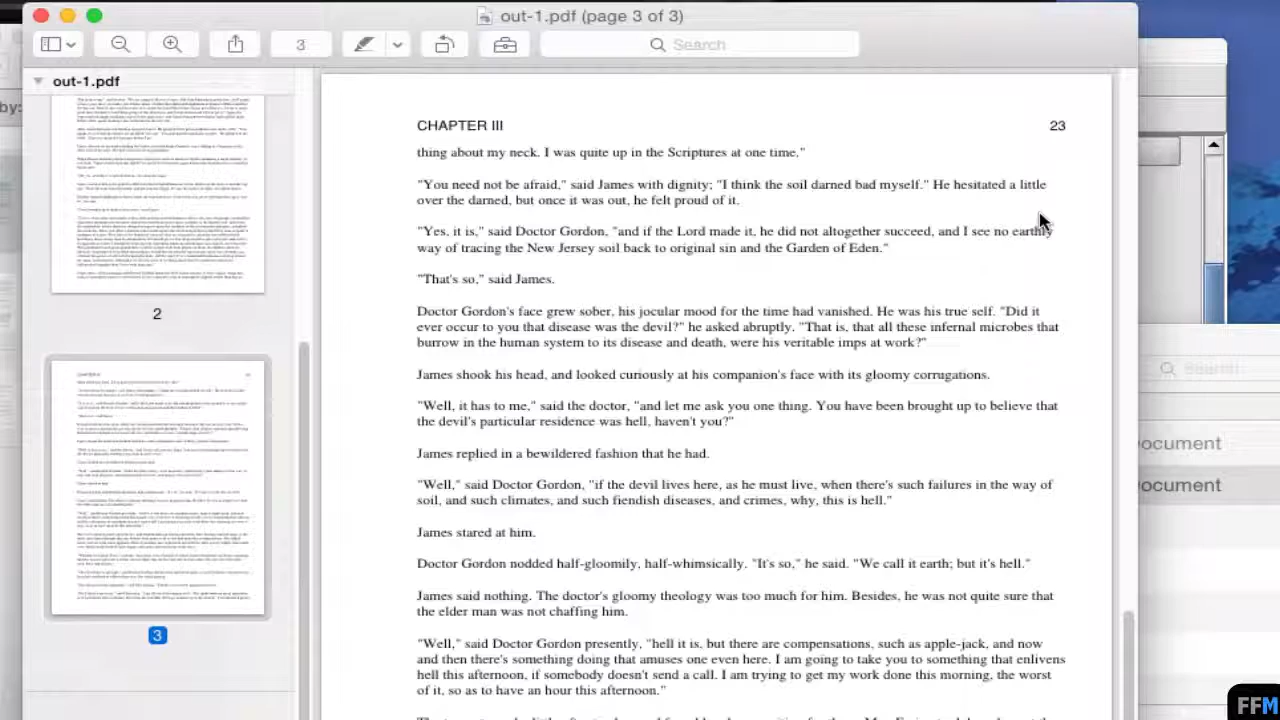 out-1.pdf (page 3 of 3)
3
Search
out-1.pdf
by:
2
3
CHAPTER III 23
thing about my neck. I looked it up in the Scriptures at one time."
"You need not," said James with dignity. "I think the soil darned mean myself." He hesitated a little
over the darned, but once it was out, he felt proud of it.
"Yes, it is," said Doctor Gordon, "and if the Lord made it, he did not altogether succeed, and I see no earthly
way of tracing the New Jersey soil back to original sin and the Garden of Eden."
"That's so," said James.
Doctor Gordon's face grew sober, his jocular mood for the time had vanished. He was his true self. "Did it
ever occur to you that disease was the devil?" he asked abruptly. "That is, that all these infernal microbes that
burrow in the human system to its disease and death, were his veritable imps at work?"
James shook his head, and looked curiously at his companion's face with its gloomy corrugations.
"Well, it has to me," said the doctor, "and let me ask you one thing. You have been brought up to believe that
the devil's particular residence was hell, haven't you?"
James replied in a bewildered fashion that he had.
"Well," said Doctor Gordon, "if the devil lives here, as he must live, when there's such failures in the way of
soil, and such climates, and such fiendish diseases, and crimes, why, this is hell."
James stared at him.
Doctor Gordon nodded half-gloomily, half-whimsically. "It's so," he said. "We call it earth; but it's hell."
James said nothing. The doctor's gloomy theology was too much for him. Besides, he was not quite sure that
the elder man was not chaffing him.
"Well," said Doctor Gordon presently, "hell it is, but there are compensations, such as apple-jack, and now
and then there's something doing that amuses one even here. I am going to take you to something that enlivens
hell this afternoon, if somebody doesn't send a call. I am trying to get my work done this morning, the worst
of it, so as to have an hour this afternoon."
Search
ocument
ocument
FFM